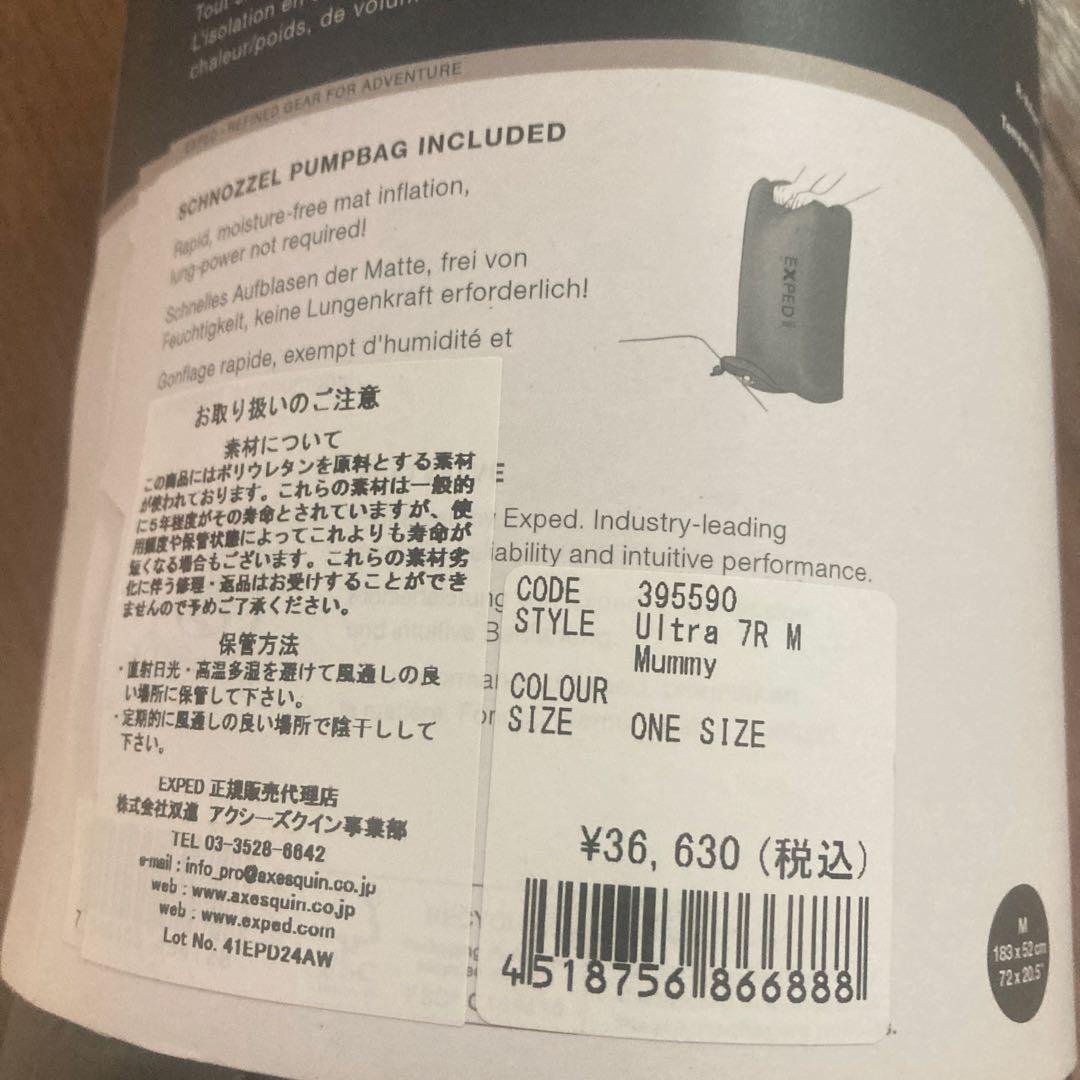 Tout
L'isolation en
chaleur/poids, de volum
EXPED - REFINED GEAR FOR ADVENTURE
SCHNOZZEL PUMPBAG INCLUDED
Rapid, moisture-free mat inflation,
lung-power not required!
Schnelles Aufblasen der Matte, frei von
Feuchtigkeit, keine Lungenkraft erforderlich!
Gonflage rapide, exempt d'humidité et
EXPED
お取り扱いのご注意
素材について
この商品にはポリウレタンを原料とする素材
が使われております。これらの素材は一般的
に5年程度がその寿命とされていますが、使
用頻度や保管状態によってこれよりも寿命が
短くなる場合もございます。これらの素材劣
化に伴う修理・返品はお受けすることができ
ませんので予めご了承ください。
保管方法
・直射日光・高温多湿を避けて風通しの良
い場所に保管して下さい。
・定期的に風通しの良い場所で陰干しして
下さい。
EXPED 正規販売代理店
株式会社双進 アクシーズクイン事業部
TEL 03-3528-6642
e-mail : info_pro@axesquin.co.jp
web : www.axesquin.co.jp
web : www.exped.com
Lot No. 41EPD24AW
E
y Exped. Industry-leading
iability and intuitive performance.
CODE 395590
STYLE Ultra 7R M
Mummy
COLOUR
SIZE ONE SIZE
¥36,630 (税込)
4518756866888
M
183 x 52 cm
72 x 20.5"